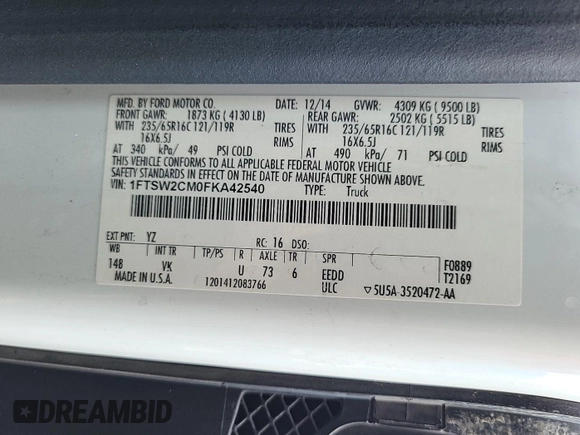 MFD. BY FORD MOTOR CO. 12/14 GVWR: 4309 KG ( 9500 LB)
FRONT GAWR: 1873 KG ( 4130 LB) REAR GAWR: 2502 KG ( 5515 LB)
WITH 235/65R16C 121/119R TIRES WITH 235/65R16C 121/119R TIRES
16X6.5J RIMS 16X6.5J RIMS
AT 340 kPa/ 49 PSI COLD AT 490 kPa/ 71 PSI COLD
THIS VEHICLE CONFORMS TO ALL APPLICABLE FEDERAL MOTOR VEHICLE
SAFETY STANDARDS IN EFFECT ON THE DATE OF MANUFACTURE SHOWN ABOVE.
VIN: 1FTSW2CM0FKA42540 TYPE: Truck
EXT PNT: YZ RC: 16 DSO:
WB INT TR TP/PS R AXLE TR SPR F0889
148 VK U 73 6 EEDD T2169
MADE IN U.S.A. 1201412083766 ULC ▽5U5A-3520472-AA
DREAMBID